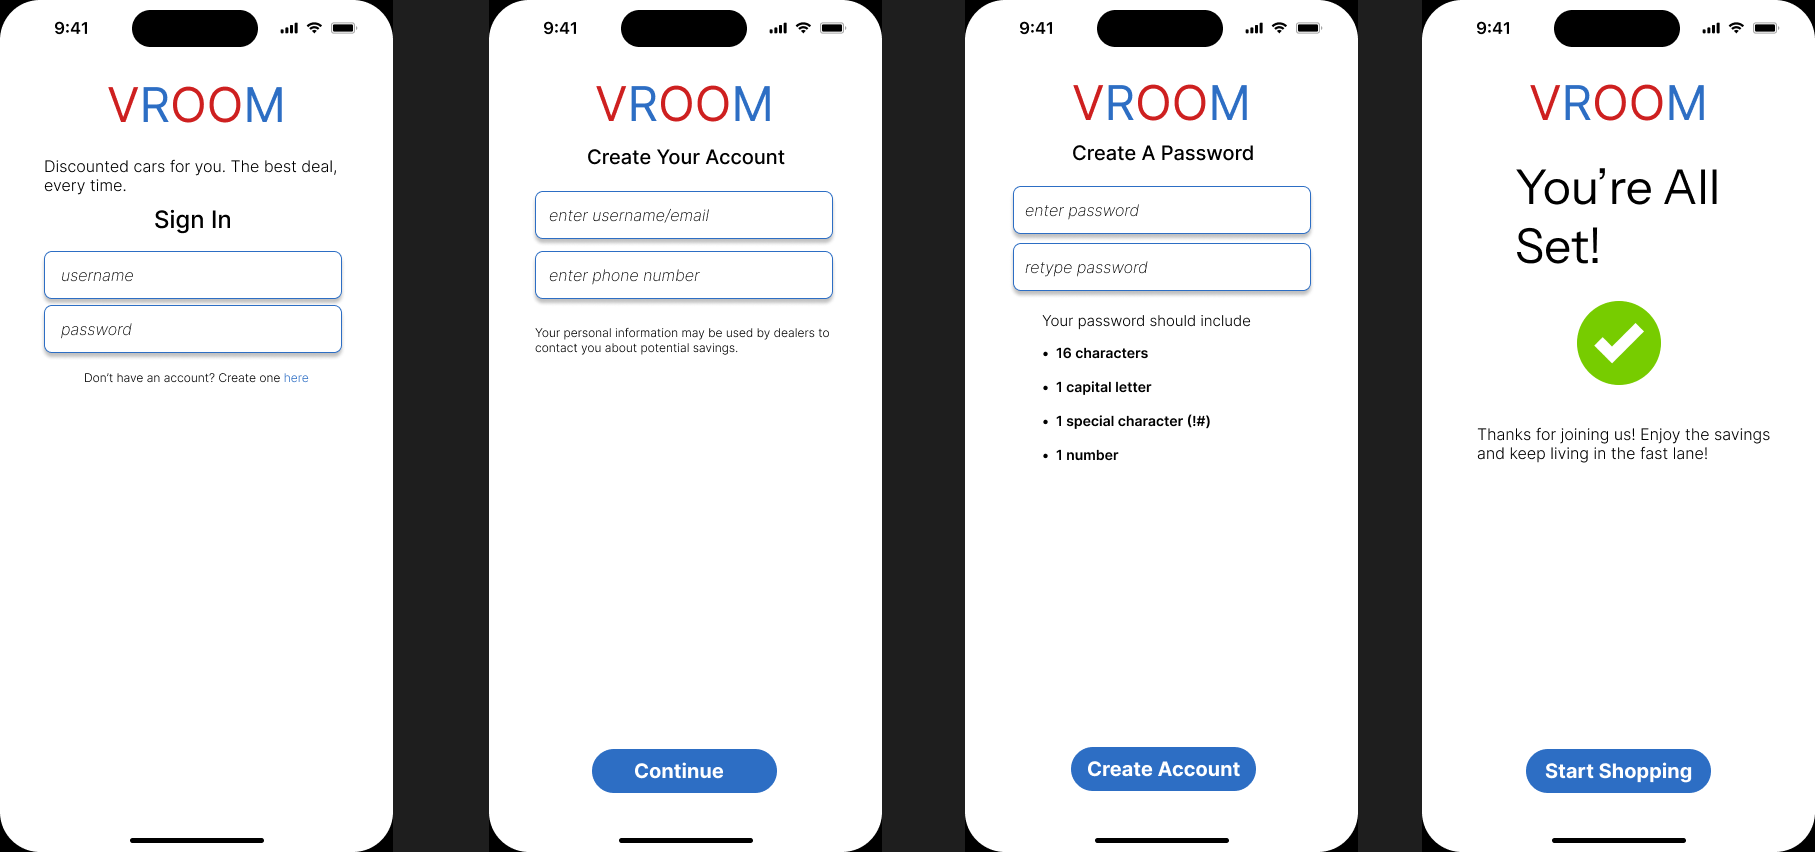 9:41
VROOM
Discounted cars for you. The best deal,
every time.
Sign In
username
password
Don't have an account? Create one here
9:41
VROOM
Create Your Account
enter username/email
enter phone number
Your personal information may be used by dealers to
contact you about potential savings.
Continue
9:41
VROOM
Create A Password
enter password
retype password
Your password should include
• 16 characters
• 1 capital letter
• 1 special character (!#)
• 1 number
Create Account
9:41
VROOM
You’re All
Set!
Thanks for joining us! Enjoy the savings
and keep living in the fast lane!
Start Shopping